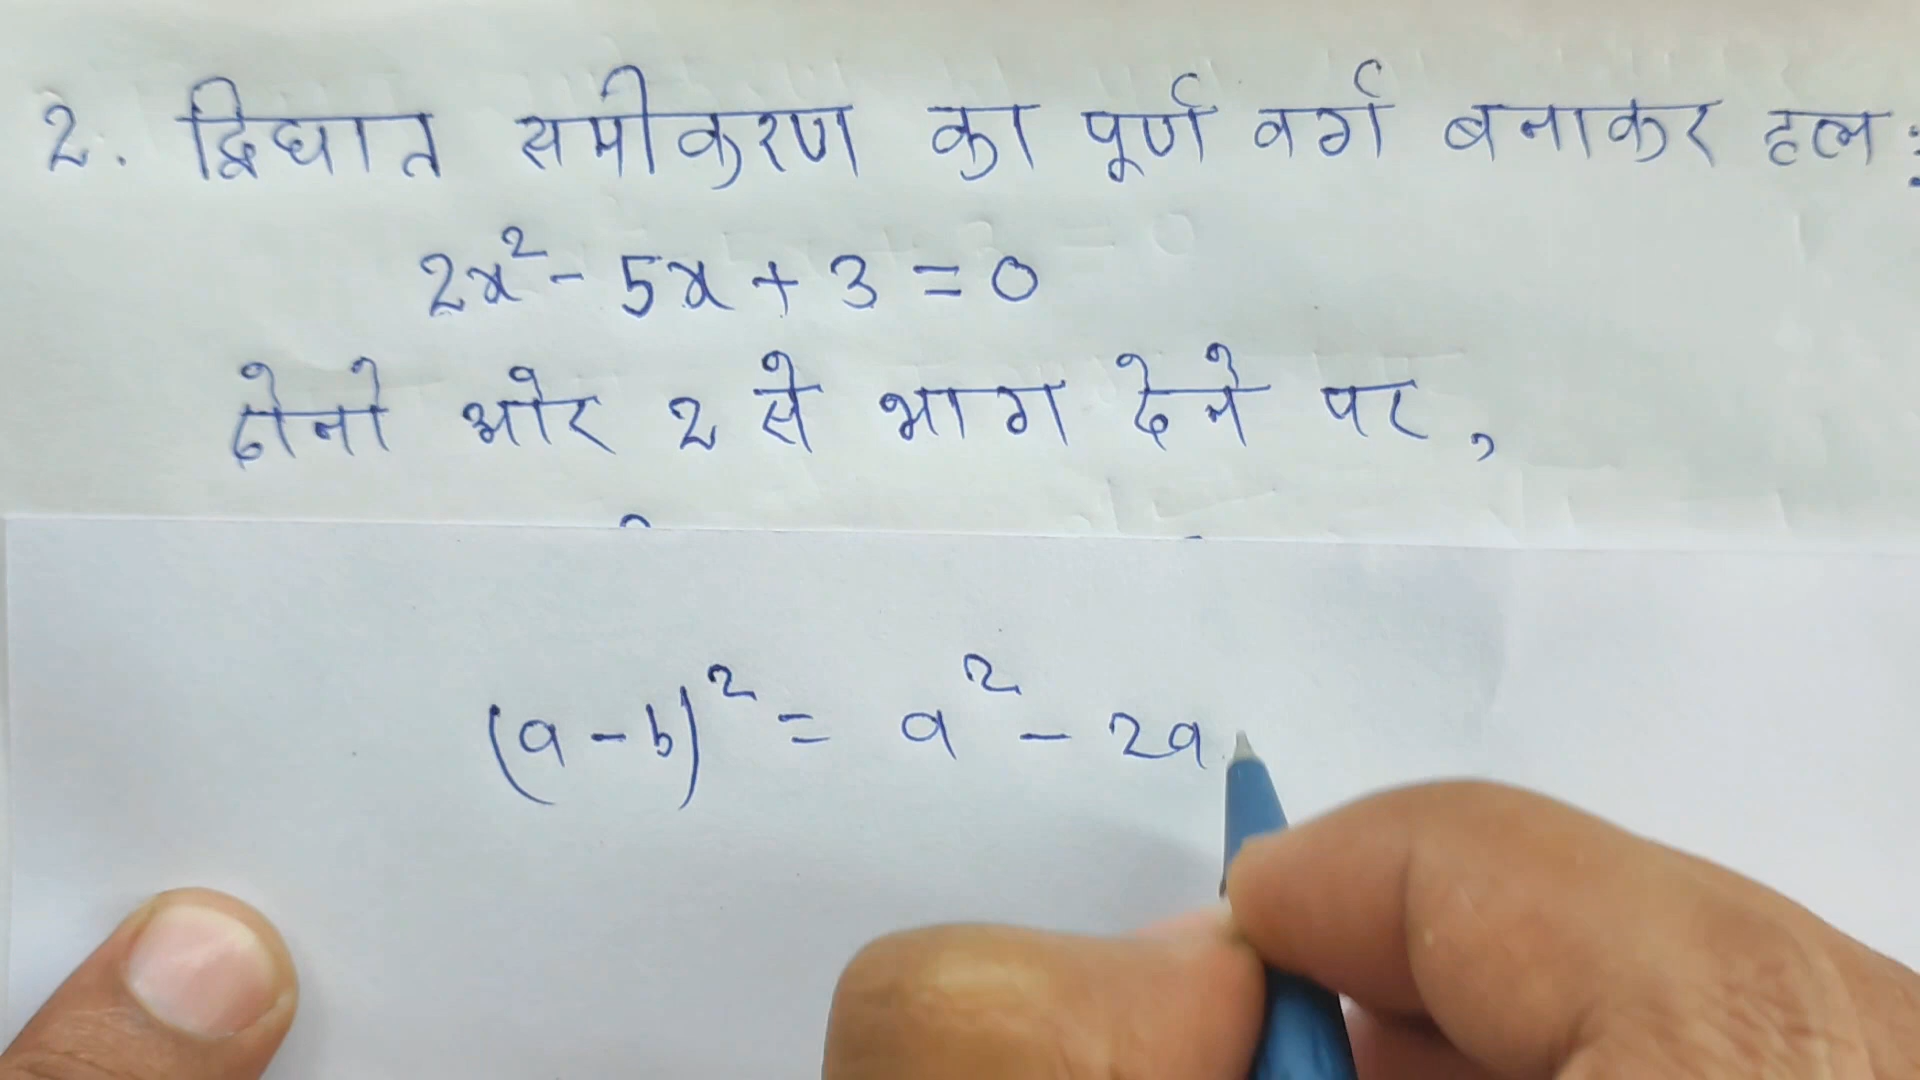 2. द्विघात समीकरण का पूर्ण वर्ग बनाकर हल:
2x² - 5x + 3 = 0
दोनो ओर 2 से भाग देने पर,
(a - b)² = a² - 2a